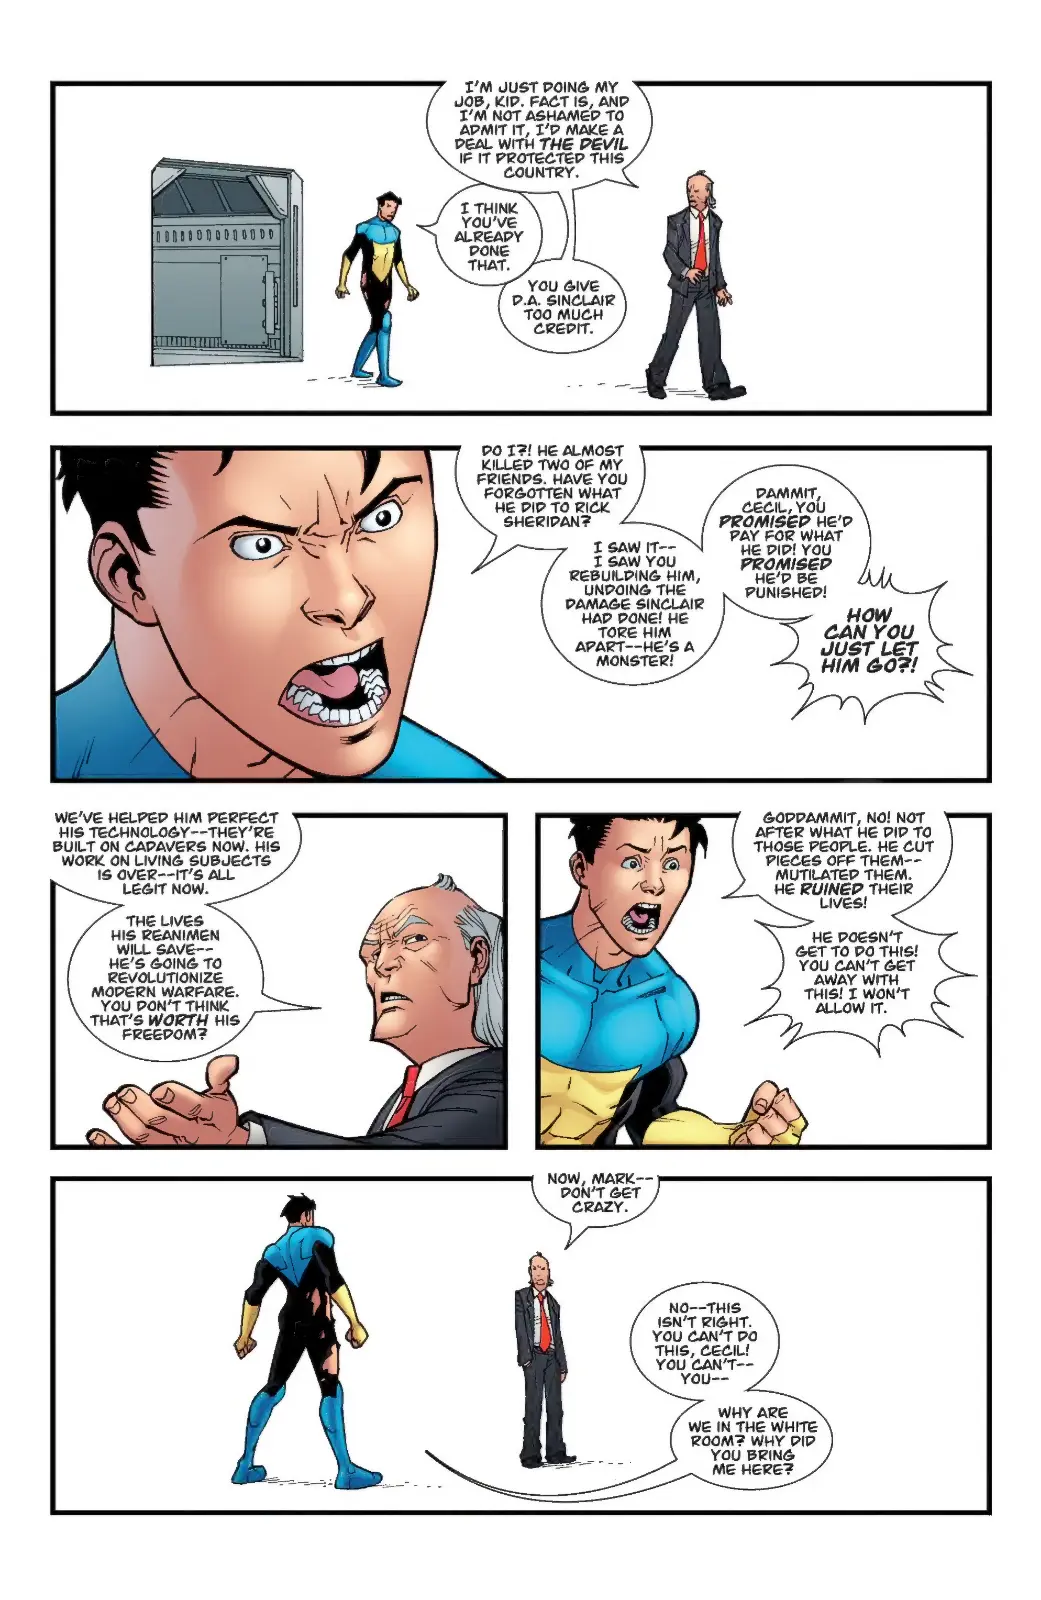 I'M JUST DOING MY
JOB, KID. FACT IS, AND
I'M NOT ASHAMED TO
ADMIT IT, I'D MAKE A
DEAL WITH THE DEVIL
IF IT PROTECTED THIS
COUNTRY.
I THINK
YOU'VE
ALREADY
DONE
THAT.
YOU GIVE
D.A. SINCLAIR
TOO MUCH
CREDIT.
DO I?! HE ALMOST
KILLED TWO OF MY
FRIENDS. HAVE YOU
FORGOTTEN WHAT
HE DID TO RICK
SHERIDAN?
I SAW IT--
I SAW YOU
REBUILDING HIM,
UNDOING THE
DAMAGE SINCLAIR
HAD DONE! HE
TORE HIM
APART--HE'S A
MONSTER!
DAMMIT,
CECIL, YOU
PROMISED HE'D
PAY FOR WHAT
HE DID! YOU
PROMISED
HE'D BE
PUNISHED!
HOW
CAN YOU
JUST LET
HIM GO?!
WE'VE HELPED HIM PERFECT
HIS TECHNOLOGY--THEY'RE
BUILT ON CADAVERS NOW. HIS
WORK ON LIVING SUBJECTS
IS OVER--IT'S ALL
LEGIT NOW.
THE LIVES
HIS REANIMEN
WILL SAVE--
HE'S GOING TO
REVOLUTIONIZE
MODERN WARFARE.
YOU DON'T THINK
THAT'S WORTH HIS
FREEDOM?
GODDAMMIT, NO! NOT
AFTER WHAT HE DID TO
THOSE PEOPLE. HE CUT
PIECES OFF THEM--
MUTILATED THEM.
HE RUINED THEIR
LIVES!
HE DOESN'T
GET TO DO THIS!
YOU CAN'T GET
AWAY WITH
THIS! I WON'T
ALLOW IT.
NOW, MARK--
DON'T GET
CRAZY.
NO--THIS
ISN'T RIGHT.
YOU CAN'T DO
THIS, CECIL!
YOU CAN'T--
YOU--
WHY ARE
WE IN THE WHITE
ROOM? WHY DID
YOU BRING
ME HERE?